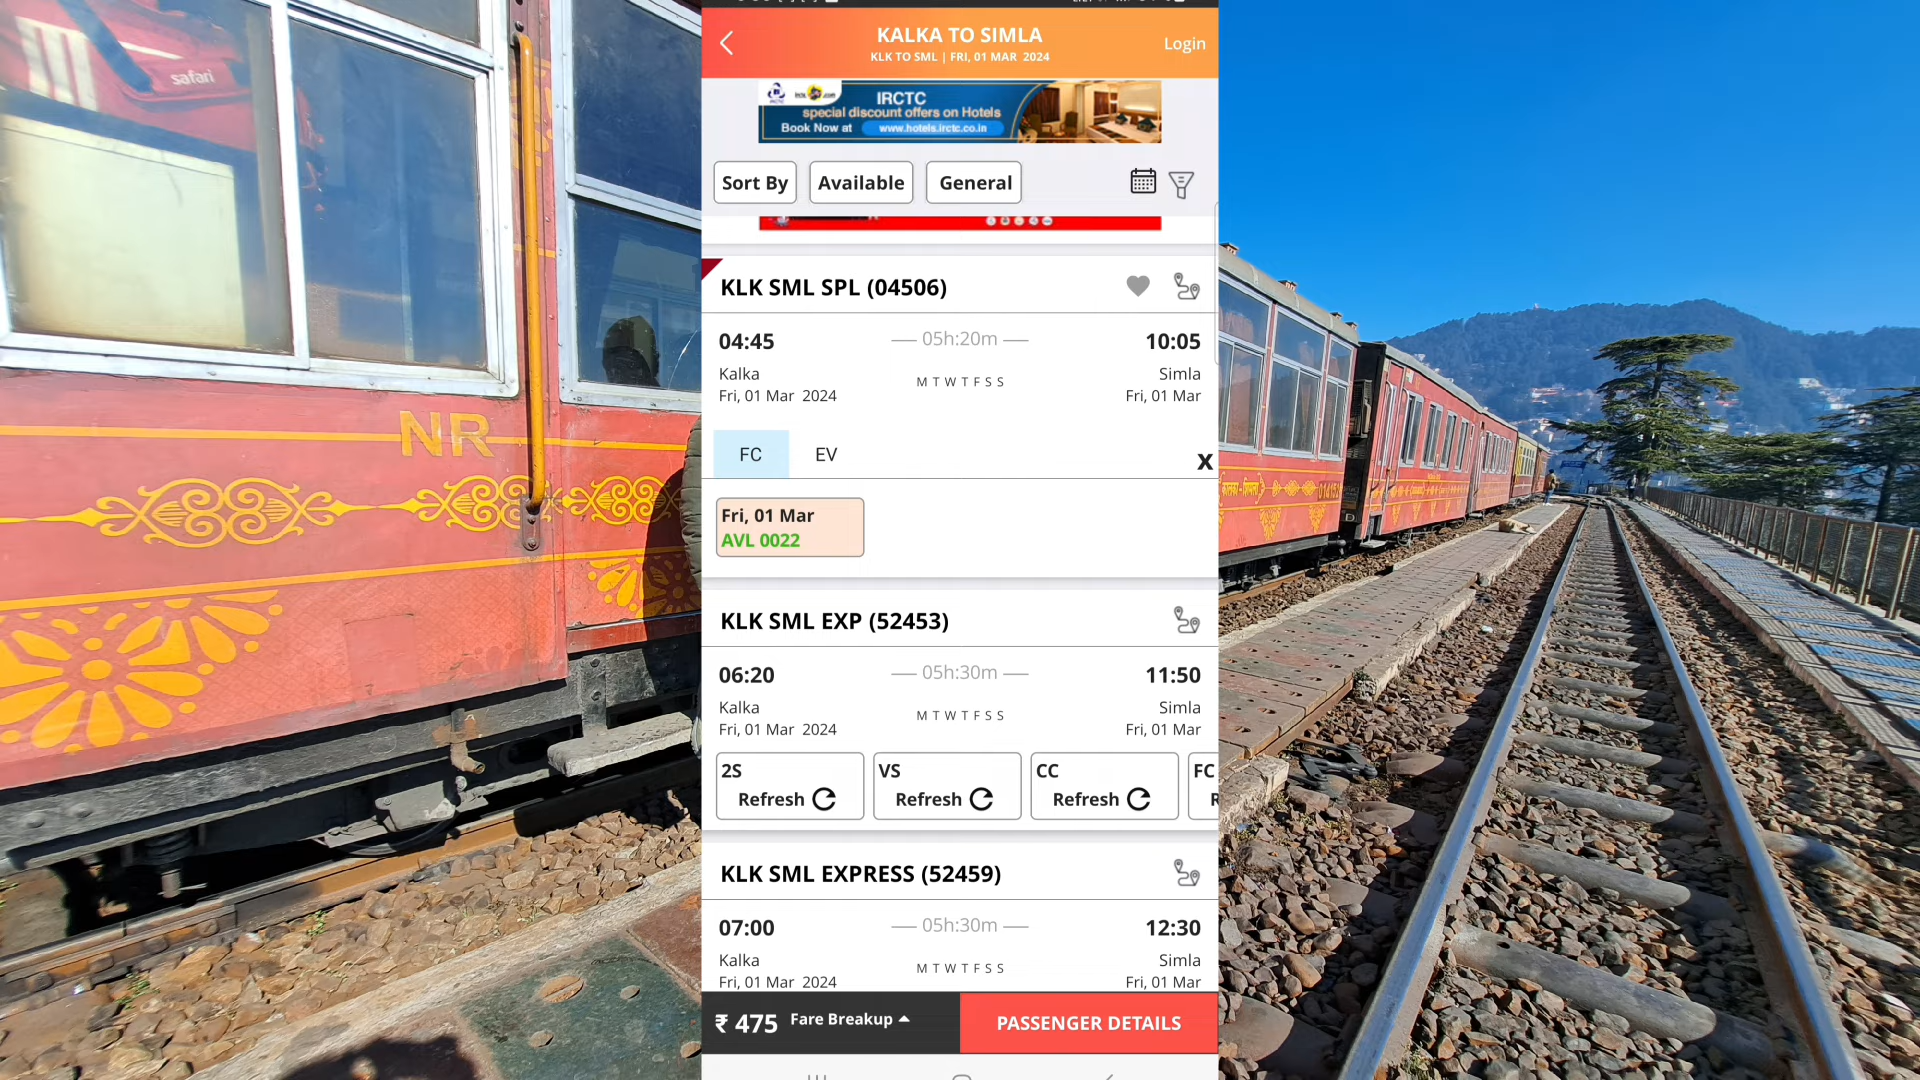 safari
NR
KALKA TO SIMLA
KLK TO SML | FRI, 01 MAR 2024
Login
IRCTC
special discount offers on Hotels
Book Now at www.hotels.irctc.co.in
Sort By
Available
General
KLK SML SPL (04506)
04:45
05h:20m
10:05
Kalka
M T W T F S S
Simla
Fri, 01 Mar 2024
Fri, 01 Mar
FC
EV
X
Fri, 01 Mar
AVL 0022
KLK SML EXP (52453)
06:20
05h:30m
11:50
Kalka
M T W T F S S
Simla
Fri, 01 Mar 2024
Fri, 01 Mar
2S
Refresh
VS
Refresh
CC
Refresh
FC
R
KLK SML EXPRESS (52459)
07:00
05h:30m
12:30
Kalka
M T W T F S S
Simla
Fri, 01 Mar 2024
Fri, 01 Mar
₹ 475
Fare Breakup
PASSENGER DETAILS